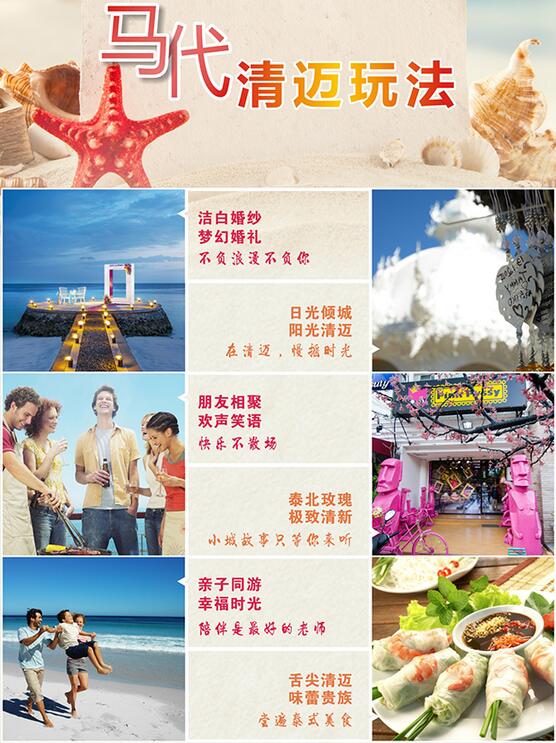 马代
清迈玩法
洁白婚纱
梦幻婚礼
不负浪漫不负你
日光倾城
阳光清迈
在清迈，慢摇时光
朋友相聚
欢声笑语
快乐不散场
泰北玫瑰
极致清新
小城故事只等你来听
亲子同游
幸福时光
陪伴是最好的老师
舌尖清迈
味蕾贵族
尝遍泰式美食